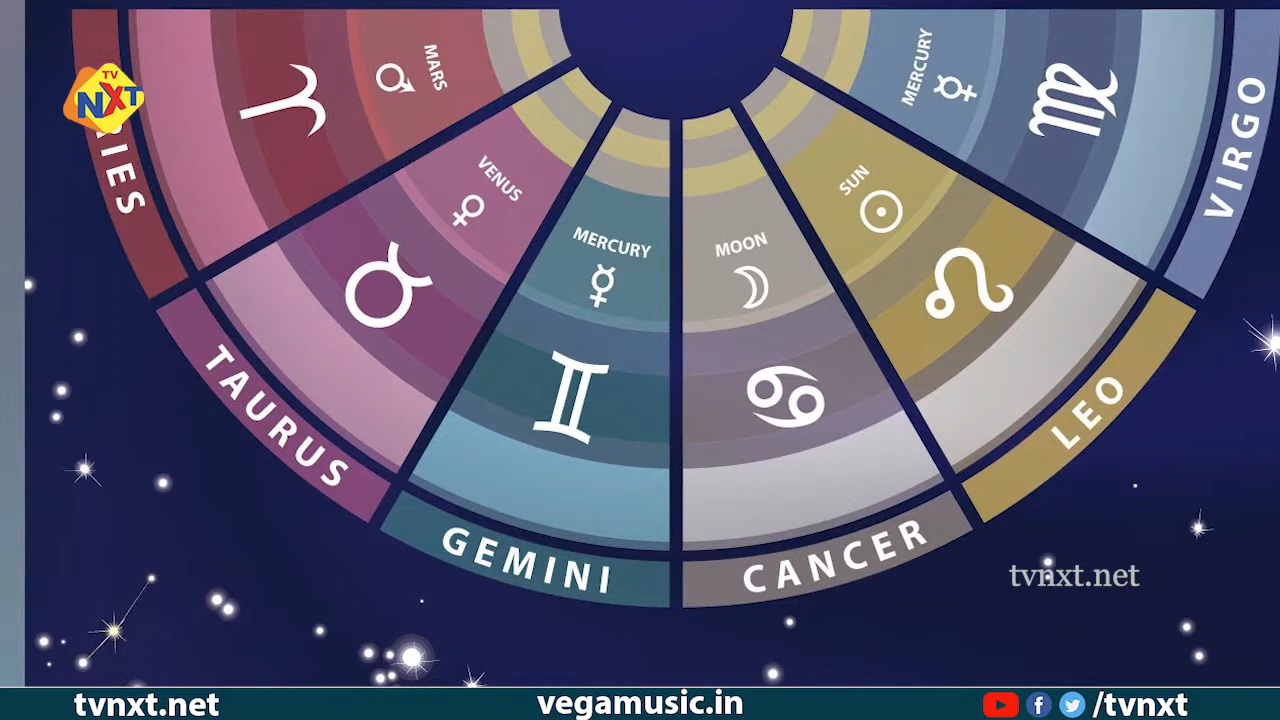 TV
NXT
MARS
MERCURY
VENUS
SUN
MERCURY
MOON
TAURUS
GEMINI
CANCER
LEO
VIRGO
tvnxt.net
tvnxt.net
vegamusic.in
/tvnxt